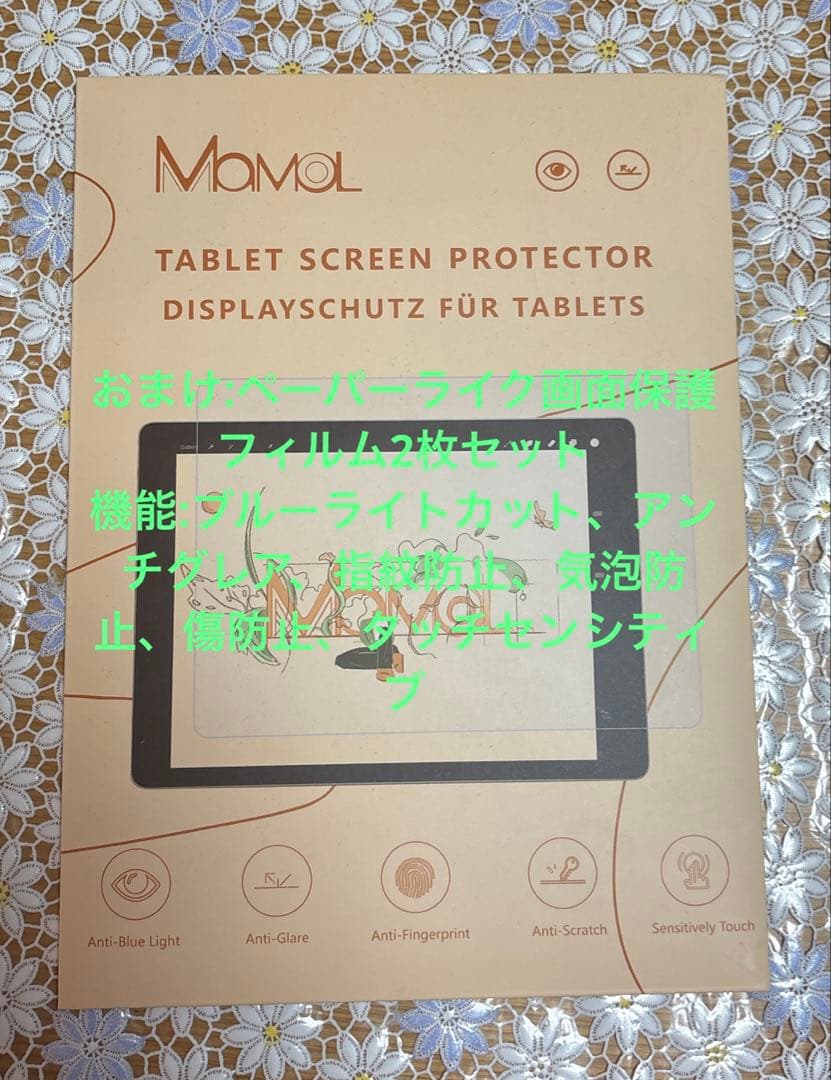 MOMOL
TABLET SCREEN PROTECTOR
DISPLAYSCHUTZ FÜR TABLETS
おまけ:ペーパーライク画面保護
フィルム2枚セット
機能:ブルーライトカット、アン
チグレア、指紋防止、気泡防
止、傷防止、タッチセンシティ
ブ
MOMOL
Anti-Blue Light
Anti-Glare
Anti-Fingerprint
Anti-Scratch
Sensitively Touch